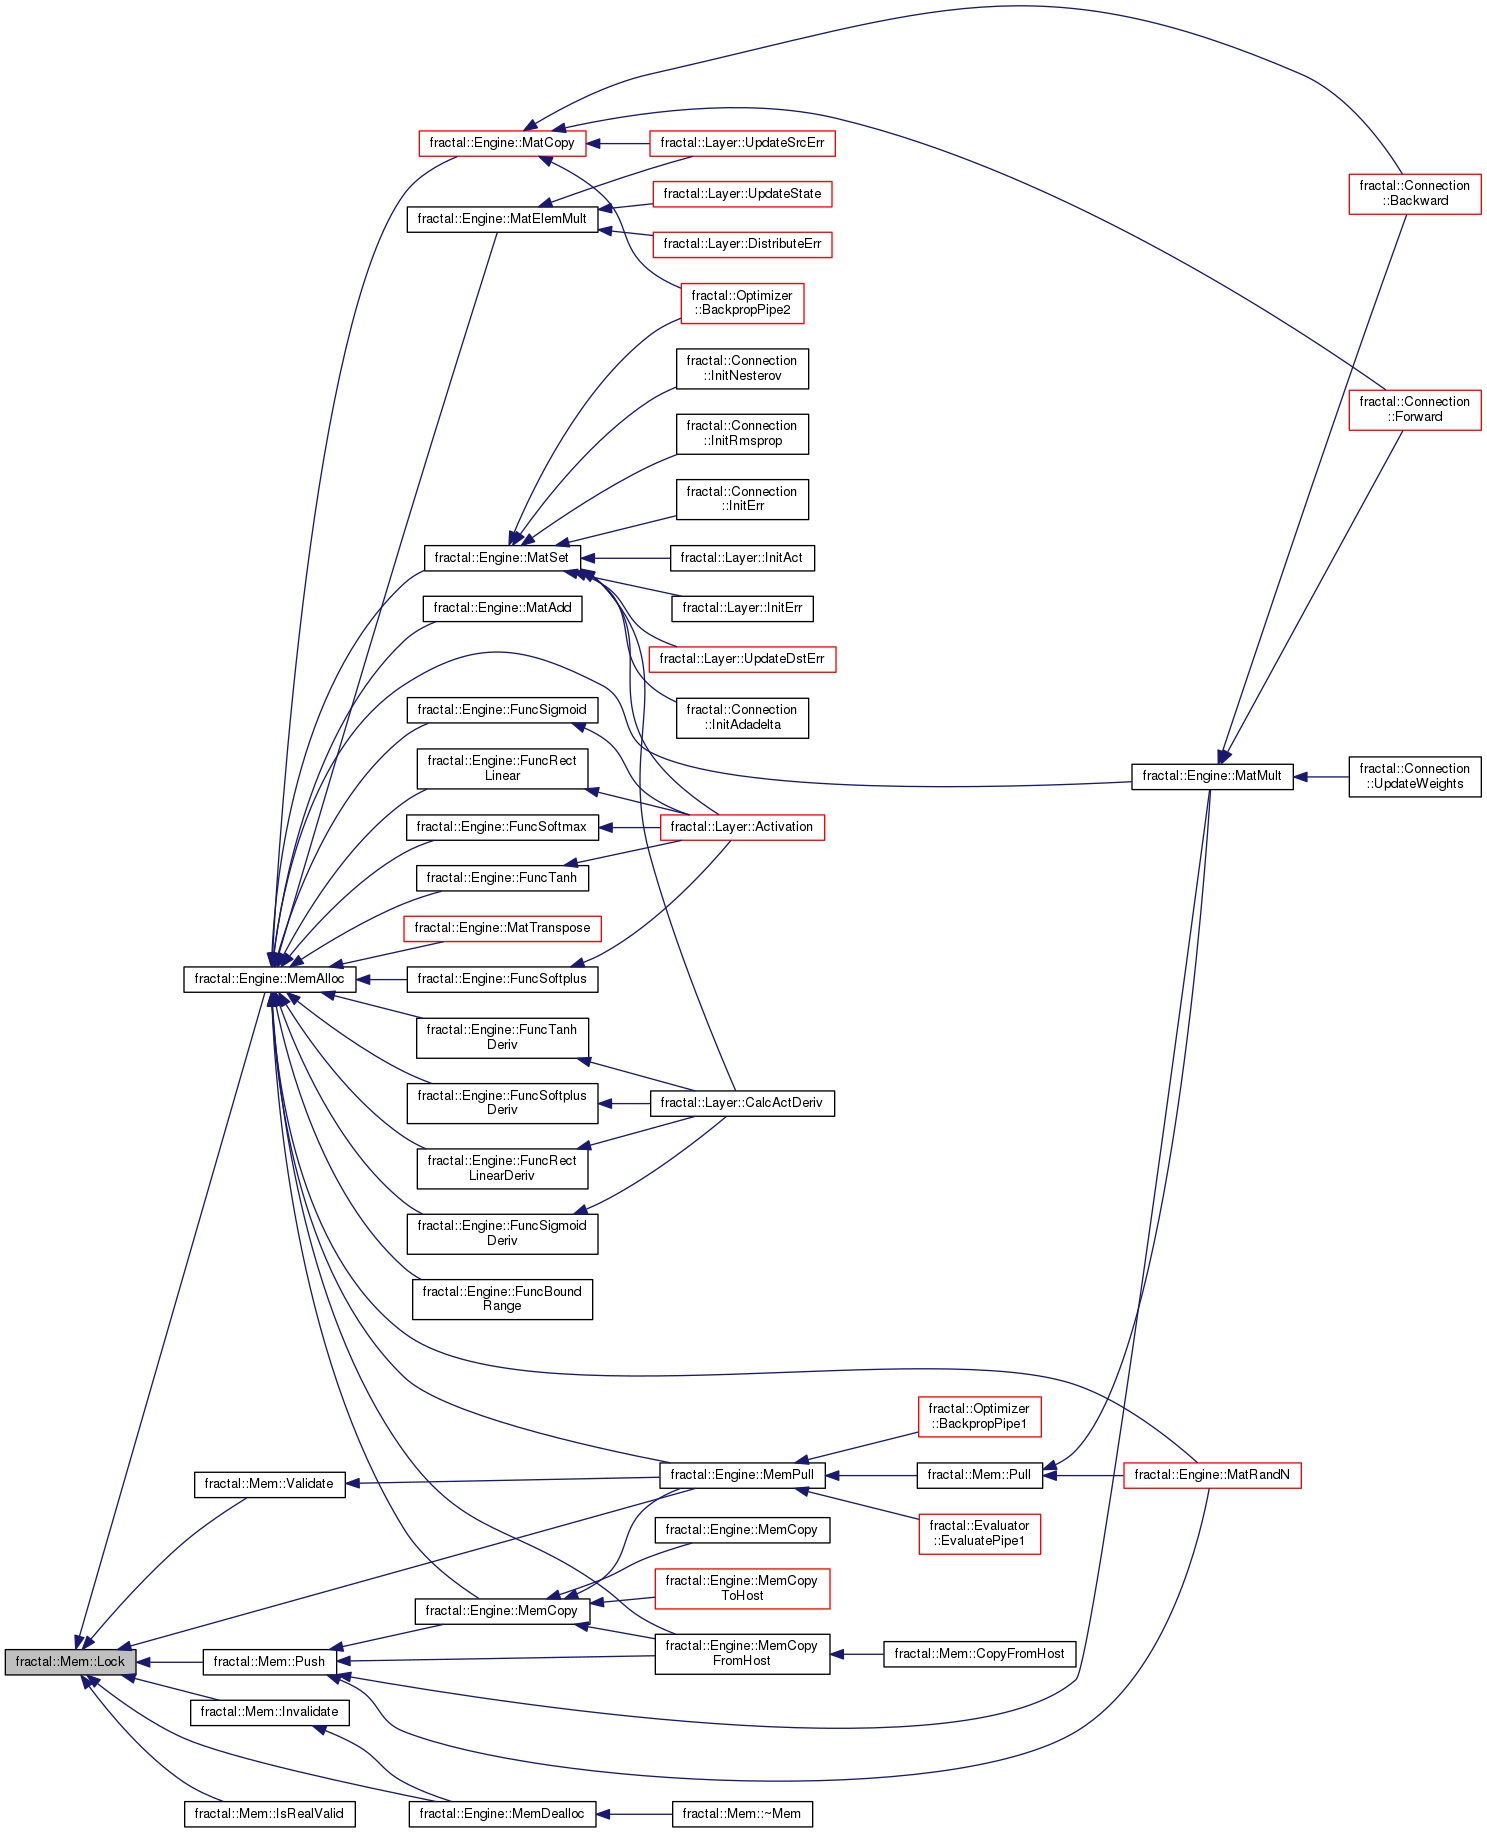 fractal::Engine::MatCopy
fractal::Layer::UpdateSrcErr
fractal::Connection
::Backward
fractal::Layer::UpdateState
fractal::Engine::MatElemMult
fractal::Layer::DistributeErr
fractal::Optimizer
::BackpropPipe2
fractal::Connection
::InitNesterov
fractal::Connection
::Forward
fractal::Connection
::InitRmsprop
fractal::Connection
::InitErr
fractal::Engine::MatSet
fractal::Layer::InitAct
fractal::Engine::MatAdd
fractal::Layer::InitErr
fractal::Layer::UpdateDstErr
fractal::Engine::FuncSigmoid
fractal::Connection
::InitAdadelta
fractal::Engine::FuncRect
Linear
fractal::Engine::MatMult
fractal::Connection
::UpdateWeights
fractal::Engine::FuncSoftmax
fractal::Layer::Activation
fractal::Engine::FuncTanh
fractal::Engine::MatTranspose
fractal::Engine::MemAlloc
fractal::Engine::FuncSoftplus
fractal::Engine::FuncTanh
Deriv
fractal::Engine::FuncSoftplus
Deriv
fractal::Layer::CalcActDeriv
fractal::Engine::FuncRect
LinearDeriv
fractal::Engine::FuncSigmoid
Deriv
fractal::Engine::FuncBound
Range
fractal::Optimizer
::BackpropPipe1
fractal::Mem::Validate
fractal::Engine::MemPull
fractal::Mem::Pull
fractal::Engine::MatRandN
fractal::Engine::MemCopy
fractal::Evaluator
::EvaluatePipe1
fractal::Engine::MemCopy
ToHost
fractal::Engine::MemCopy
fractal::Mem::Lock
fractal::Mem::Push
fractal::Engine::MemCopy
FromHost
fractal::Mem::CopyFromHost
fractal::Mem::Invalidate
fractal::Mem::IsRealValid
fractal::Engine::MemDealloc
fractal::Mem::~Mem